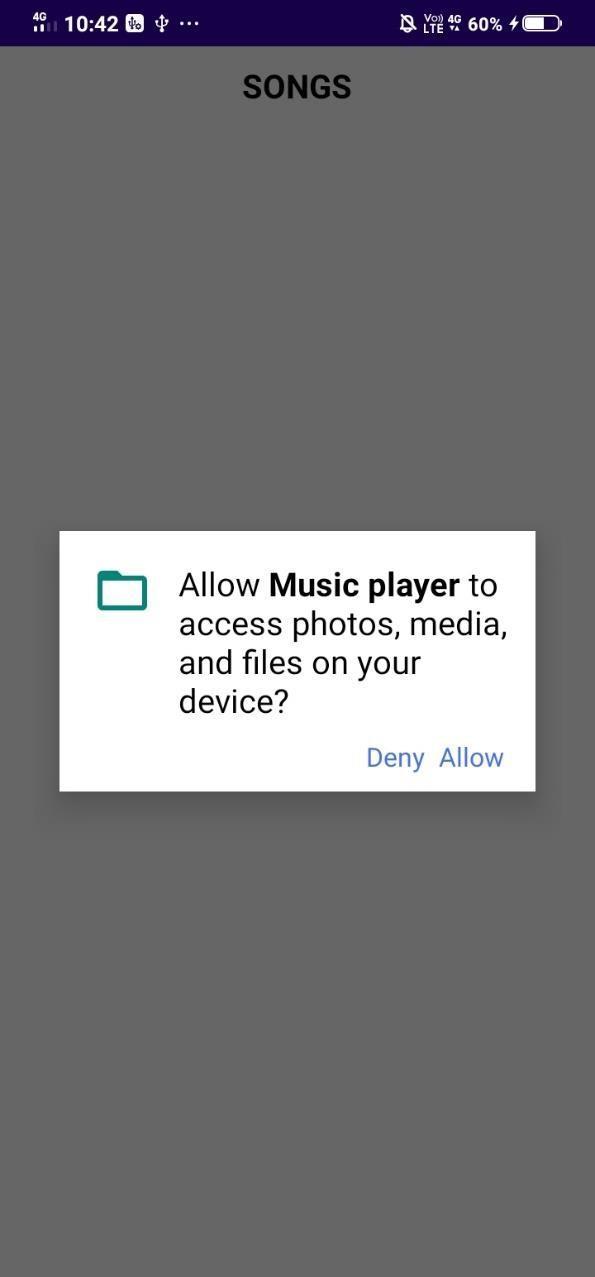 4G 10:42 ... Vo)) LTE 4G 60%
SONGS
Allow Music player to
access photos, media,
and files on your
device?
Deny Allow